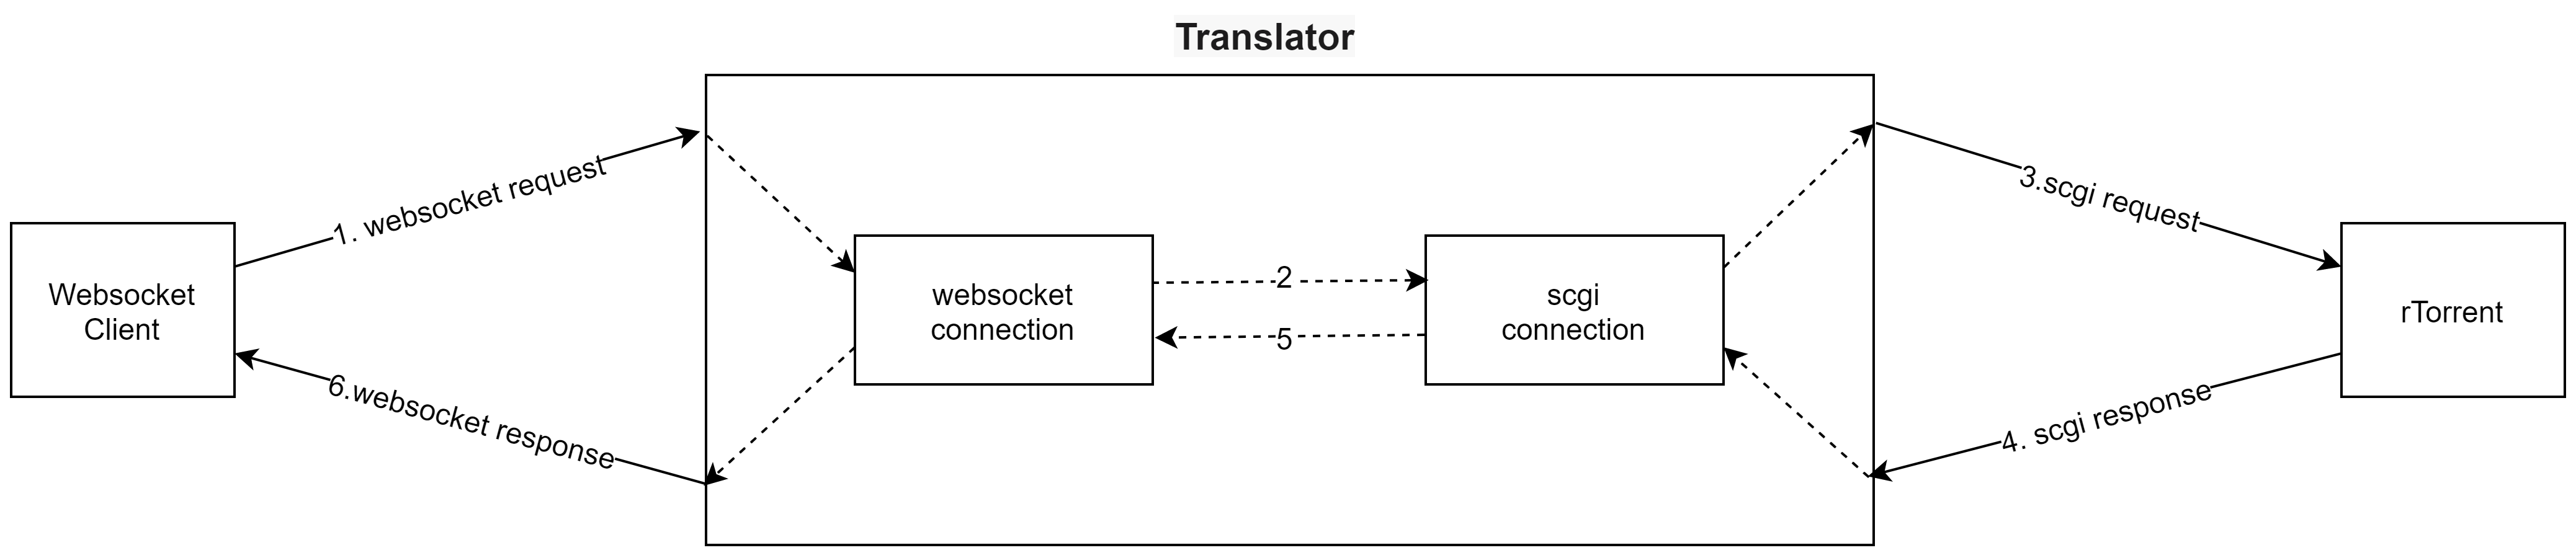 Translator
1. websocket request
3.scgi request
Websocket
Client
websocket
connection
2
5
scgi
connection
rTorrent
6.websocket response
4. scgi response